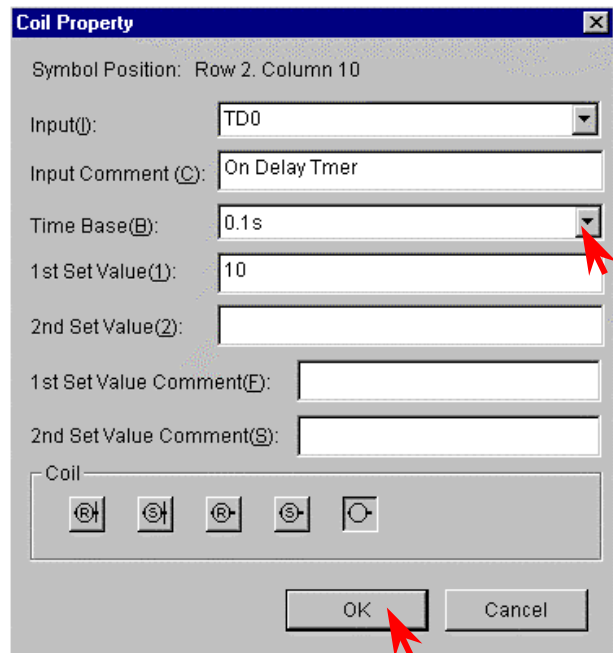 Coil Property
Symbol Position: Row 2. Column 10
Input(I): TD0
Input Comment (C): On Delay Tmer
Time Base(B): 0.1s
1st Set Value(1): 10
2nd Set Value(2):
1st Set Value Comment(F):
2nd Set Value Comment(S):
Coil
R S R S
OK Cancel